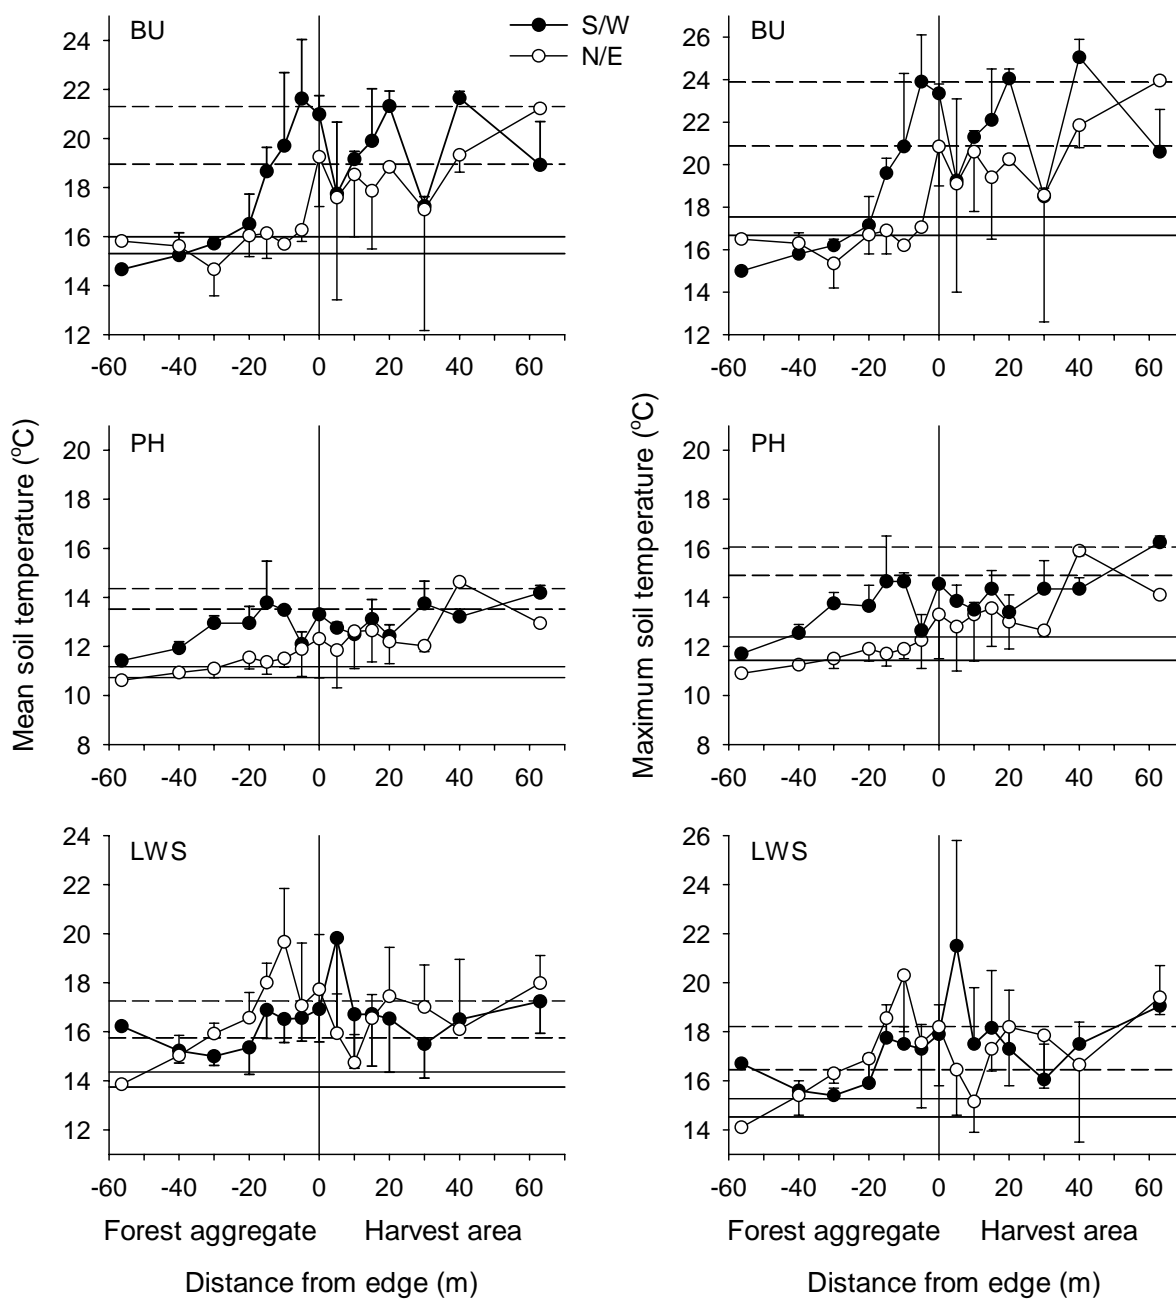 BU
S/W
N/E
24
22
20
18
16
14
12
-60 -40 -20 0 20 40 60
BU
26
24
22
20
18
16
14
12
-60 -40 -20 0 20 40 60
Mean soil temperature (°C)
PH
20
18
16
14
12
10
8
-60 -40 -20 0 20 40 60
Maximum soil temperature (°C)
PH
20
18
16
14
12
10
8
-60 -40 -20 0 20 40 60
LWS
24
22
20
18
16
14
12
-60 -40 -20 0 20 40 60
Forest aggregate Harvest area
Distance from edge (m)
LWS
26
24
22
20
18
16
14
-60 -40 -20 0 20 40 60
Forest aggregate Harvest area
Distance from edge (m)